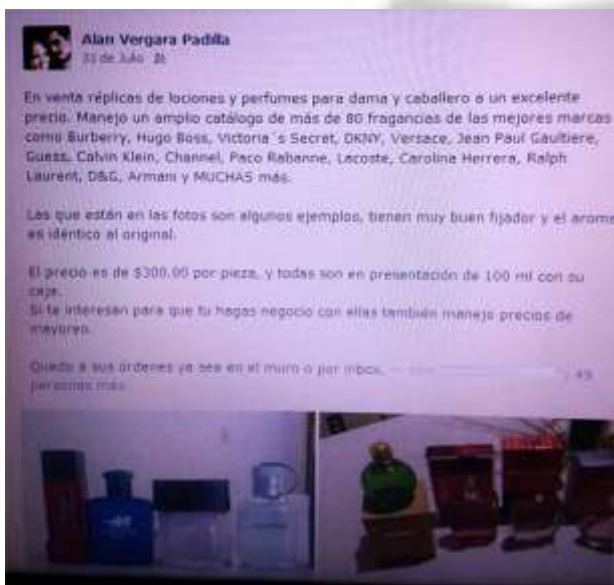 Alan Vergara Padilla
31 de Julio
En venta réplicas de lociones y perfumes para dama y caballero a un excelente
precio. Manejo un amplio catálogo de más de 80 fragancias de las mejores marcas
como Burberry, Hugo Boss, Victoria´s Secret, DKNY, Versace, Jean Paul Gaultiere,
Guess, Calvin Klein, Channel, Paco Rabanne, Lacoste, Carolina Herrera, Ralph
Laurent, D&G, Armani y MUCHAS mas.
Las que están en las fotos son algunos ejemplos, tienen muy buen fijador y el aroma
es idéntico al original.
El precio es de $300.00 por pieza, y todas son en presentación de 100 ml con su
caja.
Si te interesan para que tu hagas negocio con ellas también manejo precios de
mayoreo.
Quedo a sus órdenes ya sea en el muro o por inbox. —
y 49
personas más.